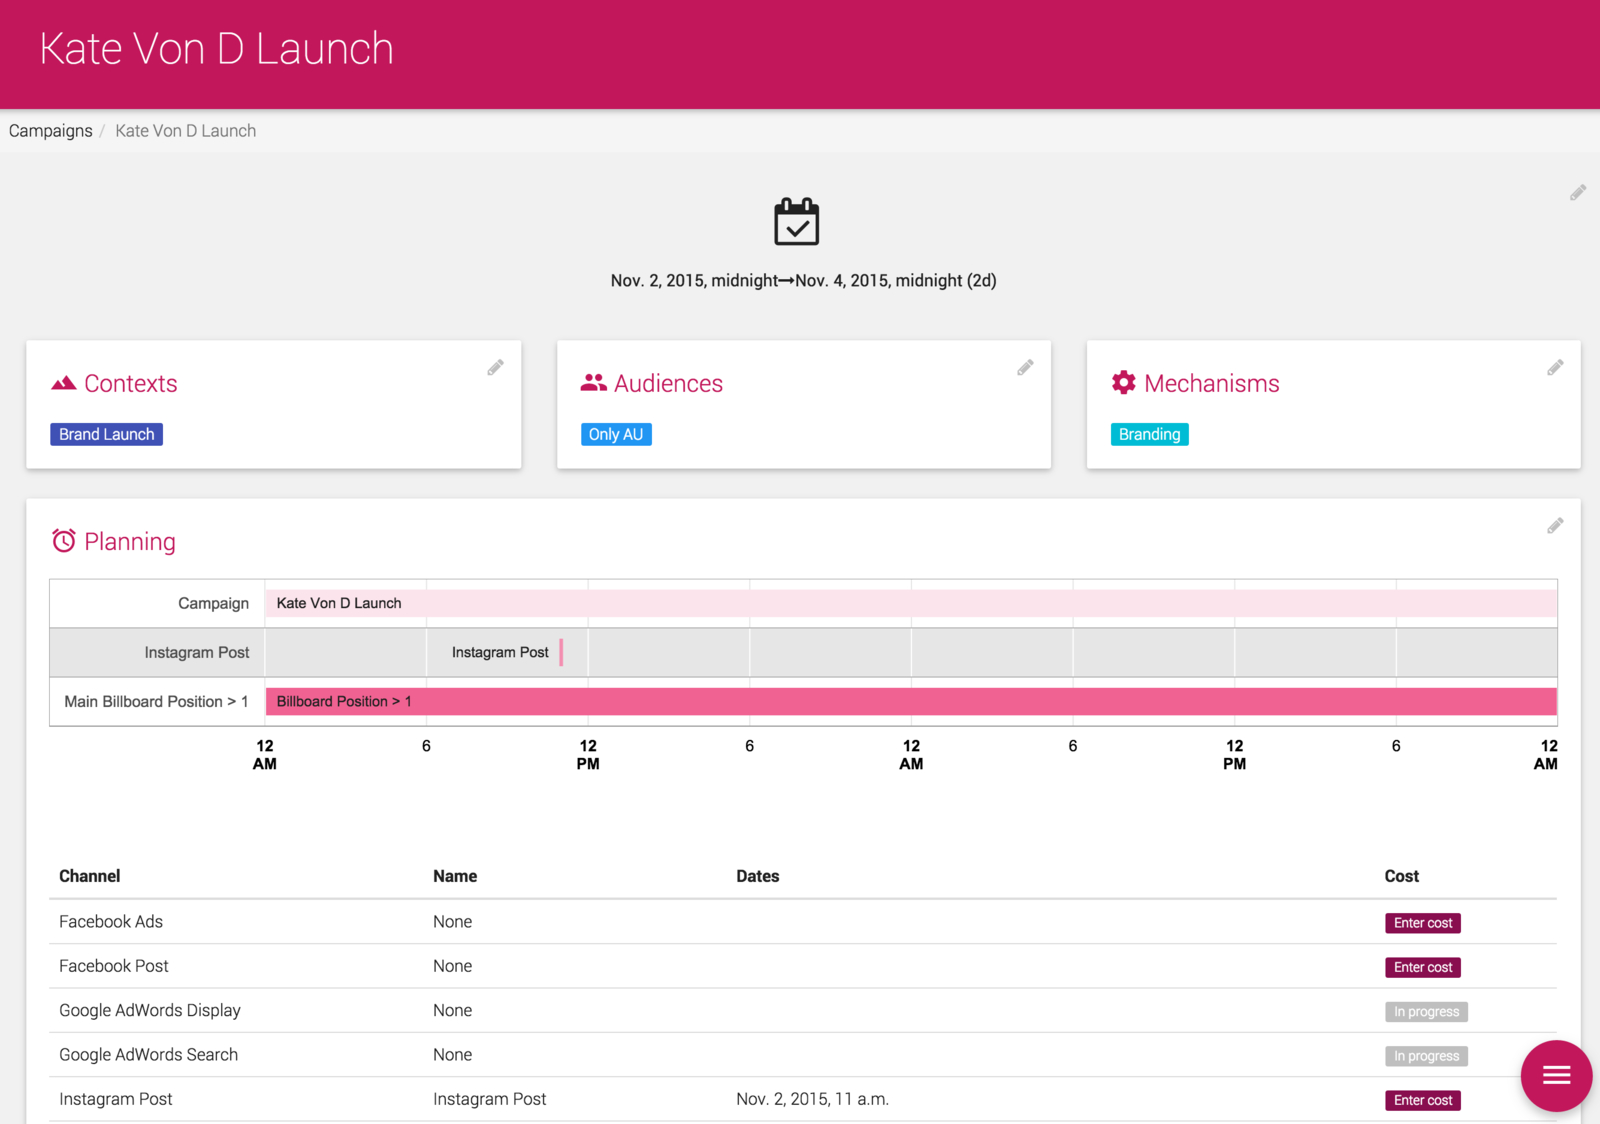 Kate Von D Launch
Campaigns / Kate Von D Launch
Nov. 2, 2015, midnight→Nov. 4, 2015, midnight (2d)
Contexts
Brand Launch
Audiences
Only AU
Mechanisms
Branding
Planning
Campaign Kate Von D Launch
Instagram Post Instagram Post
Main Billboard Position > 1 Billboard Position > 1
12 AM 6 12 PM 6 12 AM 6 12 PM 6 12 AM
Channel Name Dates Cost
Facebook Ads None Enter cost
Facebook Post None Enter cost
Google AdWords Display None In progress
Google AdWords Search None In progress
Instagram Post Instagram Post Nov. 2, 2015, 11 a.m. Enter cost